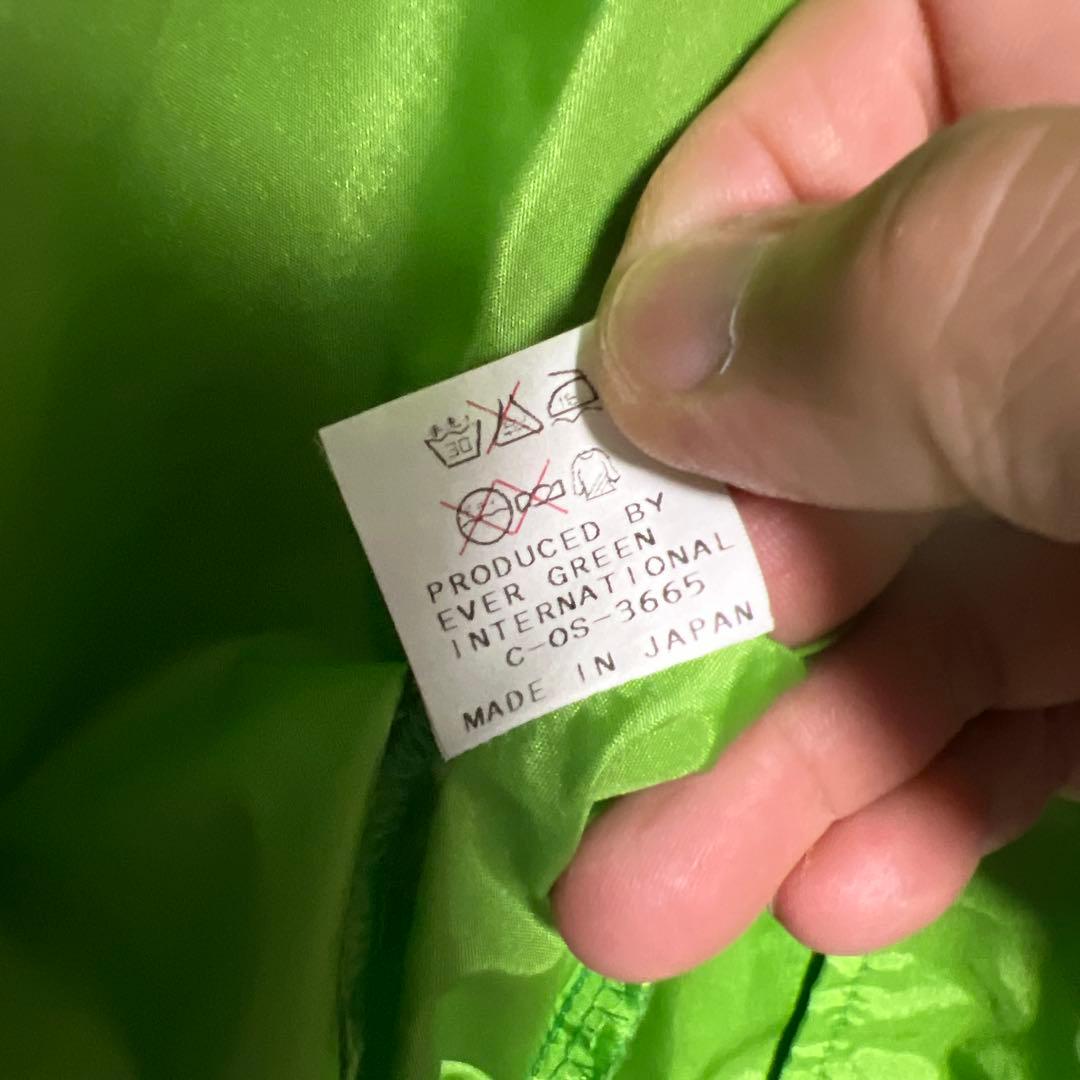 30
PRODUCED BY
EVER GREEN
INTERNATIONAL
C-OS-3665
MADE IN JAPAN